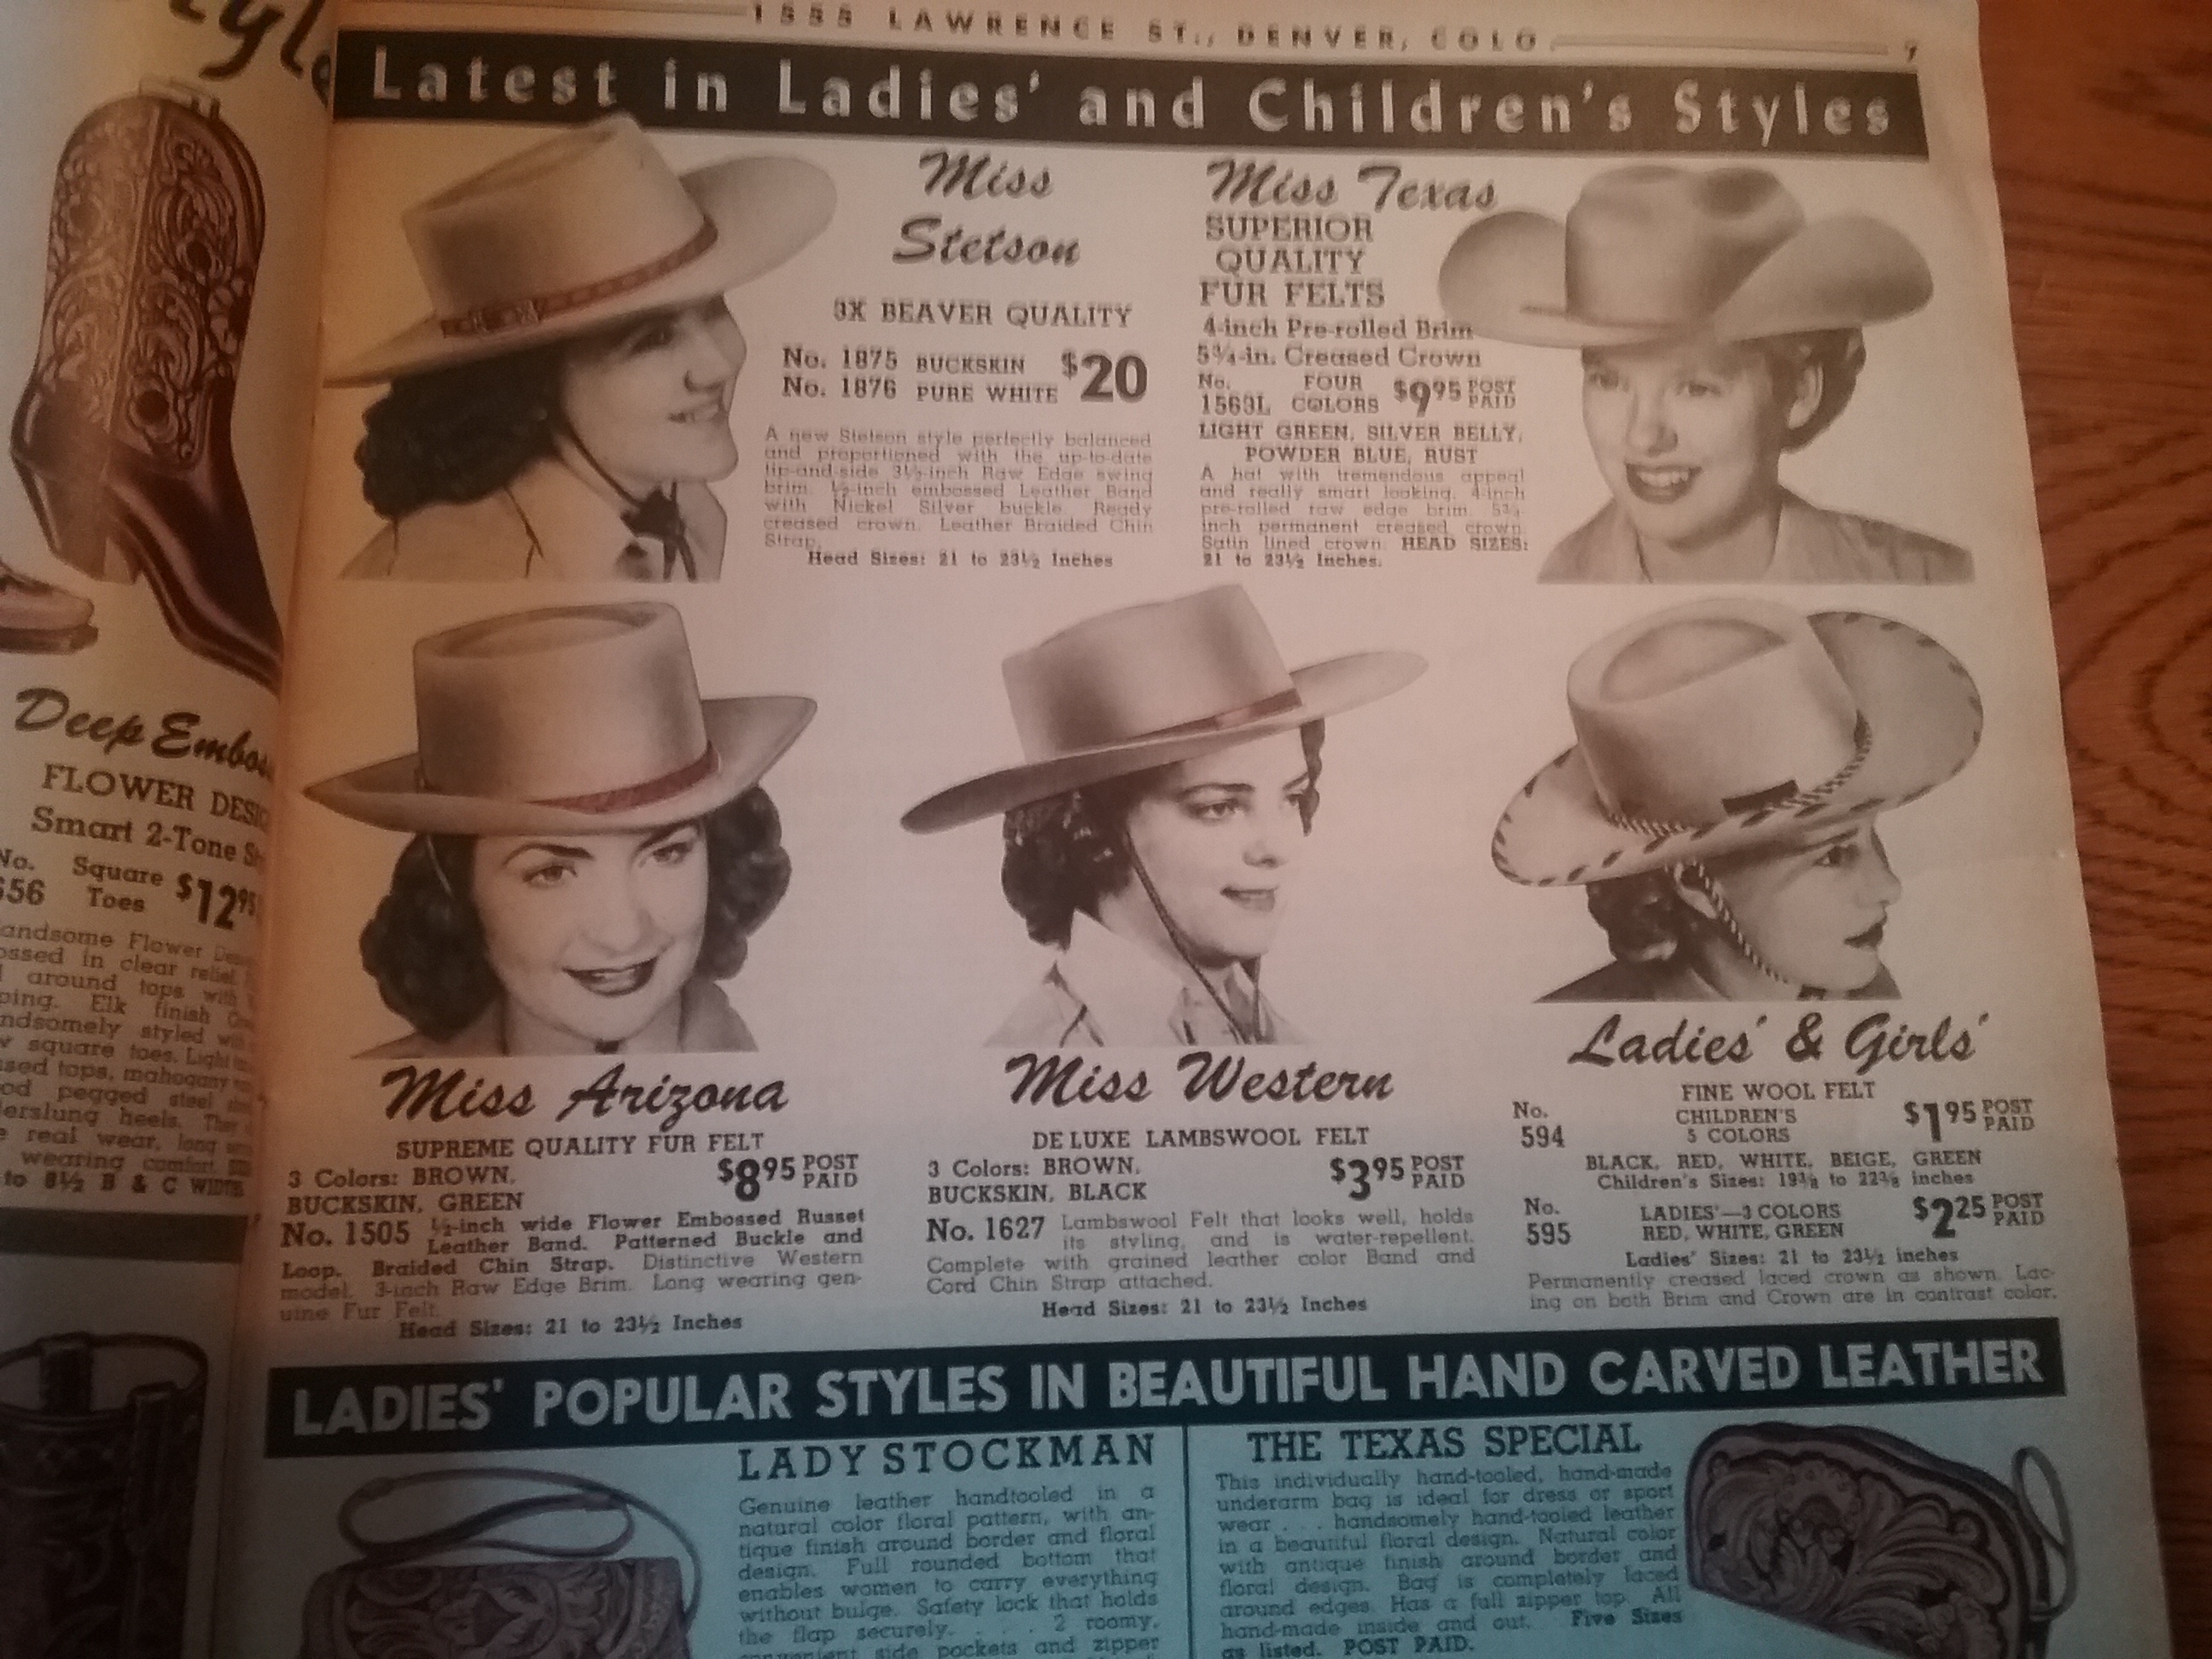 LAWRENCE ST., DENVER, COLO
7
Latest in Ladies' and Children's Styles
Miss
Stetson
3X BEAVER QUALITY
No. 1875 BUCKSKIN
No. 1876 PURE WHITE
$20
A new Stetson style perfectly balanced
and proportioned with the up-to-date
tip-and-side 3½-inch Raw Edge swing
brim. ½-inch embossed Leather Band
with Nickel Silver buckle. Ready
creased crown. Leather Braided Chin
Strap.
Head Sizes: 21 to 23½ Inches
Miss Texas
SUPERIOR
QUALITY
FUR FELTS
4-inch Pre-rolled Brim
5¾-in. Creased Crown
No. 1569L FOUR COLORS $9.95 POST PAID
LIGHT GREEN, SILVER BELLY,
POWDER BLUE, RUST
A hat with tremendous appeal
and really smart looking. 4-inch
pre-rolled raw edge brim. 5¾-
inch permanent creased crown.
Satin lined crown. HEAD SIZES:
21 to 23½ Inches.
Miss Arizona
SUPREME QUALITY FUR FELT
3 Colors: BROWN,
BUCKSKIN, GREEN
$8.95 POST PAID
No. 1505 ½-inch wide Flower Embossed Russet
Leather Band. Patterned Buckle and
Loop. Braided Chin Strap. Distinctive Western
model. 3-inch Raw Edge Brim. Long wearing gen-
uine Fur Felt.
Head Sizes: 21 to 23½ Inches
Miss Western
DE LUXE LAMBSWOOL FELT
3 Colors: BROWN,
BUCKSKIN, BLACK
$3.95 POST PAID
No. 1627 Lambswool Felt that looks well, holds
its styling, and is water-repellent.
Complete with grained leather color Band and
Cord Chin Strap attached.
Head Sizes: 21 to 23½ Inches
Ladies' & Girls'
FINE WOOL FELT
No. 594
CHILDREN'S
5 COLORS
$1.95 POST PAID
BLACK, RED, WHITE, BEIGE, GREEN
Children's Sizes: 19⅜ to 22⅜ inches
No. 595
LADIES'—3 COLORS
RED, WHITE, GREEN
$2.25 POST PAID
Ladies' Sizes: 21 to 23½ inches
Permanently creased laced crown as shown. Lac-
ing on both Brim and Crown are in contrast color.
LADIES' POPULAR STYLES IN BEAUTIFUL HAND CARVED LEATHER
LADY STOCKMAN
Genuine leather handtooled in a
natural color floral pattern, with an-
tique finish around border and floral
design. Full rounded bottom that
enables women to carry everything
without bulge. Safety lock that holds
the flap securely. . . . 2 roomy,
convenient side pockets and zipper
THE TEXAS SPECIAL
This individually hand-tooled, hand-made
underarm bag is ideal for dress or sport
wear . . . handsomely hand-tooled leather
in a beautiful floral design. Natural color
with antique finish around border and
floral design. Bag is completely laced
around edges. Has a full zipper top. All
hand-made inside and out. Five Sizes
as listed. POST PAID.
Deep
FLOWER
Smart 2-Tone
No. Square
Toes
$12.95
Flower
in clear relief
around tops with
Elk finish
styled
square toes. Light
tops, mahogany
pegged steel
heels. They
real wear, long
wearing comfort.
to 8½ B & C WIDTH